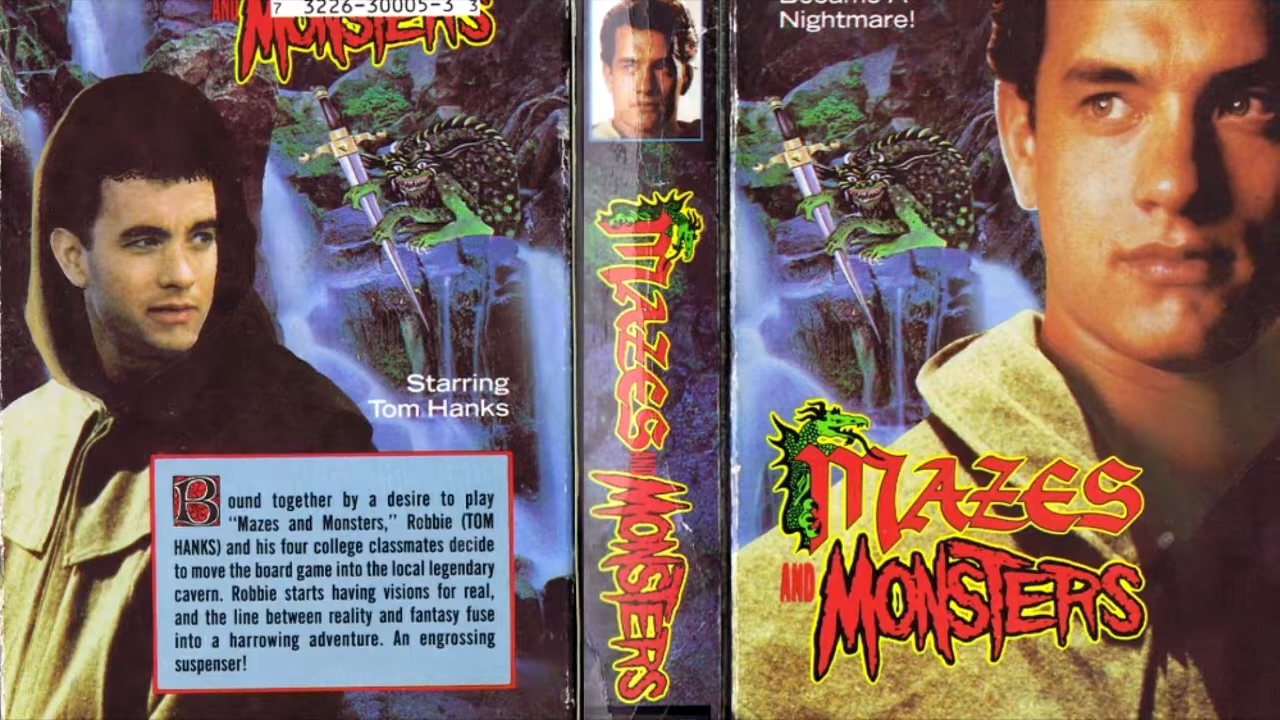 7 3226-30005-3 3
AND
MONSTERS
Starring
Tom Hanks
Bound together by a desire to play
“Mazes and Monsters,” Robbie (TOM
HANKS) and his four college classmates decide
to move the board game into the local legendary
cavern. Robbie starts having visions for real,
and the line between reality and fantasy fuse
into a harrowing adventure. An engrossing
suspenser!
MAZES AND MONSTERS
Became A
Nightmare!
MAZES
AND MONSTERS